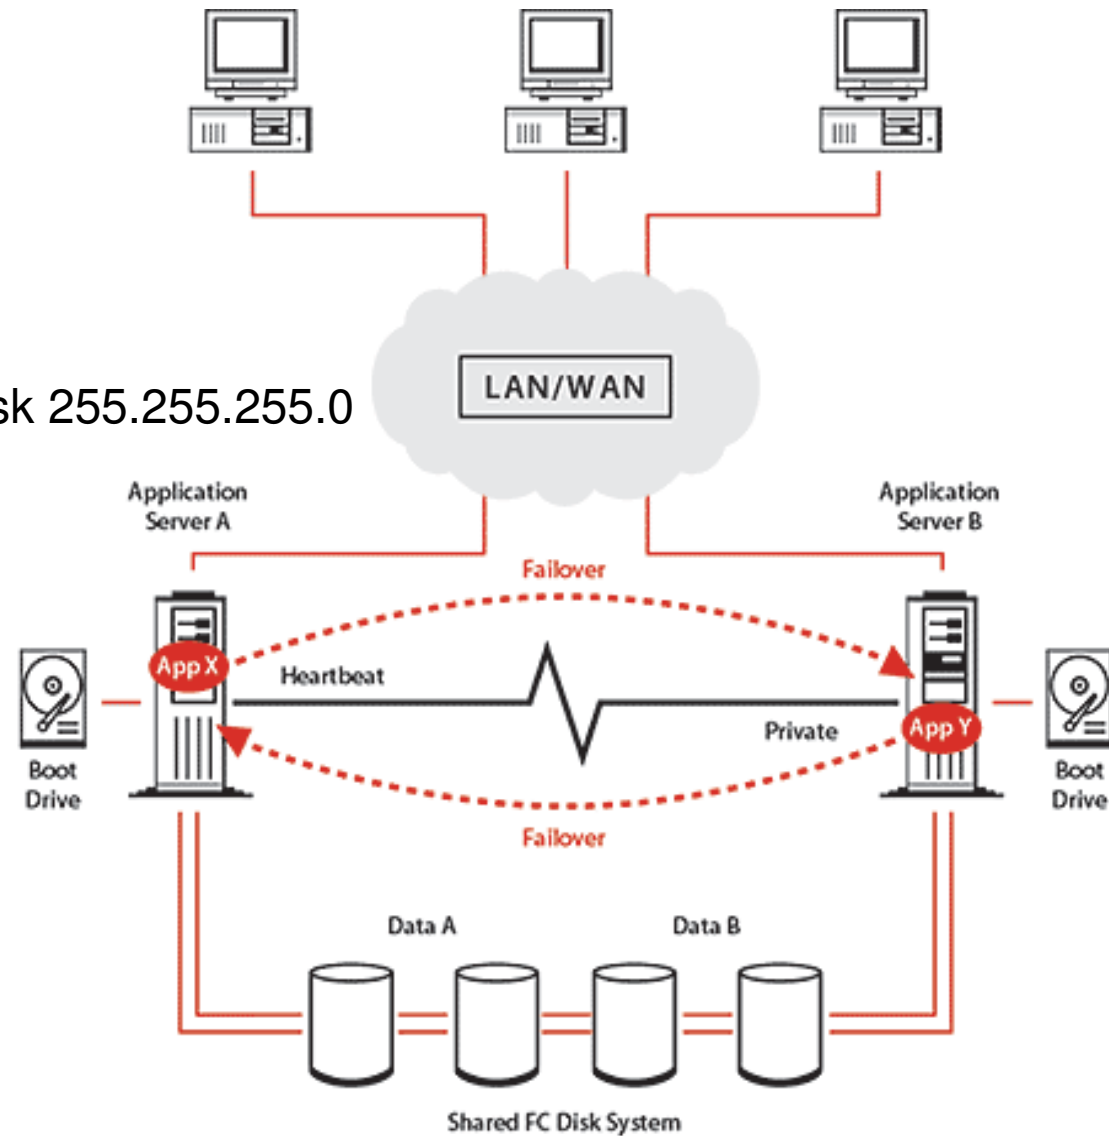 LAN/WAN
sk 255.255.255.0
Application
Server A
Application
Server B
Failover
App X
Heartbeat
Private
App Y
Boot
Drive
Boot
Drive
Failover
Data A
Data B
Shared FC Disk System